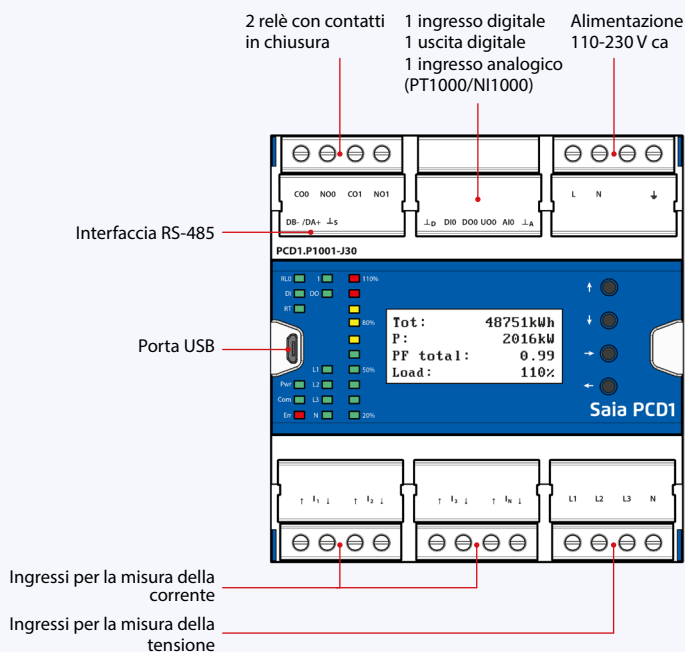 2 relè con contatti
in chiusura
1 ingresso digitale
1 uscita digitale
1 ingresso analogico
(PT1000/NI1000)
Alimentazione
110-230 V ca
CO0 NO0 CO1 NO1
DB- /DA+ ⊥S
⊥D DI0 DO0 UO0 AI0 ⊥A
L N ⏚
Interfaccia RS-485
PCD1.P1001-J30
RL0 1 110%
DI DO
RT
80%
L1 50%
Pwr L2
Com L3
Err N 20%
Tot: 48751kWh
P: 2016kW
PF total: 0.99
Load: 110%
↑
↓
→
←
Porta USB
Saia PCD1
↑ I1 ↓ ↑ I2 ↓
↑ I3 ↓ ↑ IN ↓
L1 L2 L3 N
Ingressi per la misura della
corrente
Ingressi per la misura della
tensione